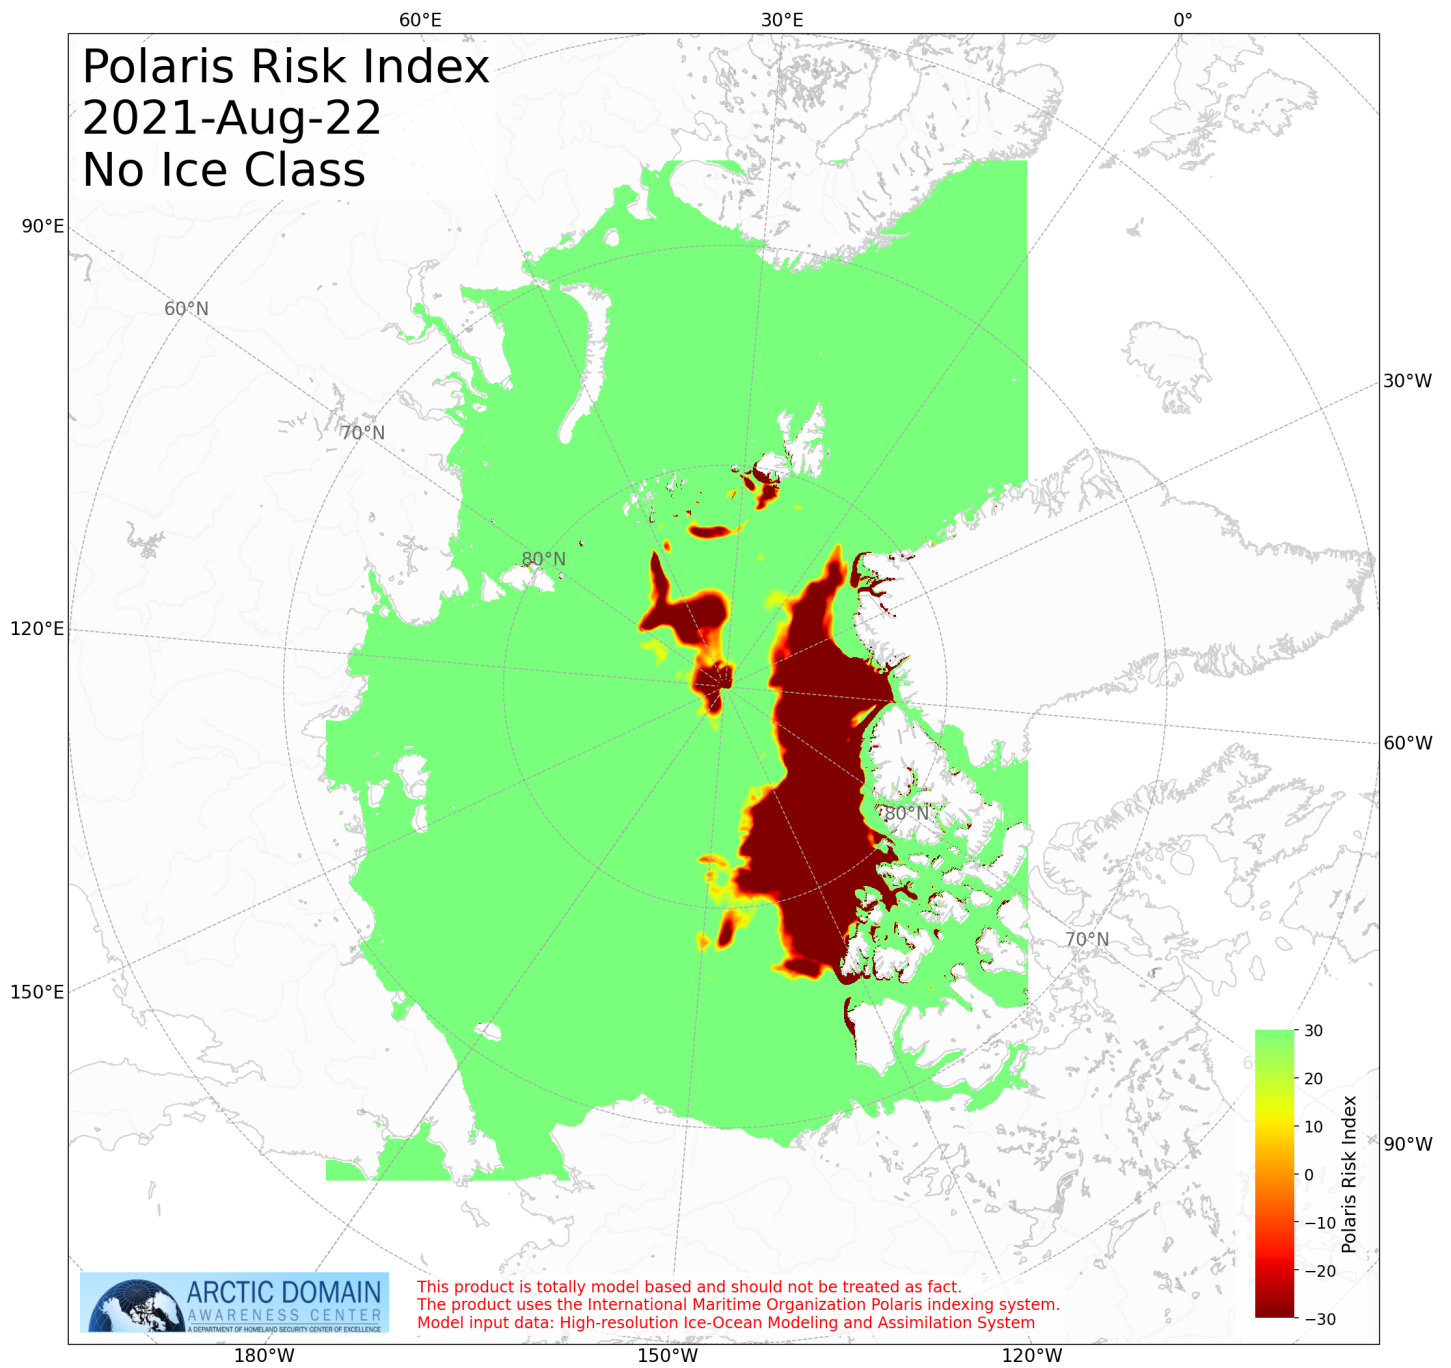 60°E 30°E 0°
Polaris Risk Index
2021-Aug-22
No Ice Class
90°E
60°N
30°W
70°N
80°N
120°E
60°W
80°N
70°N
150°E
30
20
10
0
−10
−20
−30
Polaris Risk Index
90°W
ARCTIC DOMAIN
AWARENESS CENTER
A DEPARTMENT OF HOMELAND SECURITY CENTER OF EXCELLENCE
This product is totally model based and should not be treated as fact.
The product uses the International Maritime Organization Polaris indexing system.
Model input data: High-resolution Ice-Ocean Modeling and Assimilation System
180°W 150°W 120°W